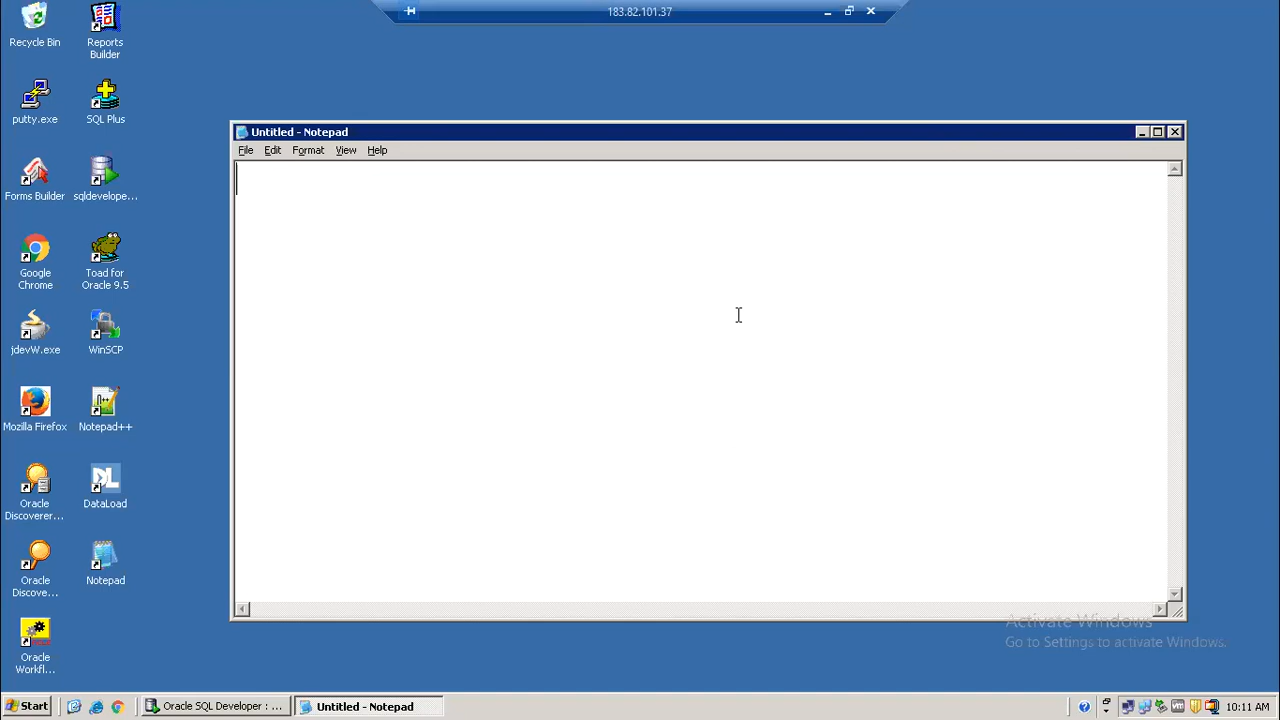 183.82.101.37
Recycle Bin
Reports
Builder
putty.exe
SQL Plus
Forms Builder
sqldevelope...
Google
Chrome
Toad for
Oracle 9.5
jdevW.exe
WinSCP
Mozilla Firefox
Notepad++
Oracle
Discoverer...
DataLoad
Oracle
Discove...
Notepad
Oracle
Workfl...
Untitled - Notepad
File Edit Format View Help
Activate Windows
Go to Settings to activate Windows.
Start
Oracle SQL Developer : ...
Untitled - Notepad
10:11 AM